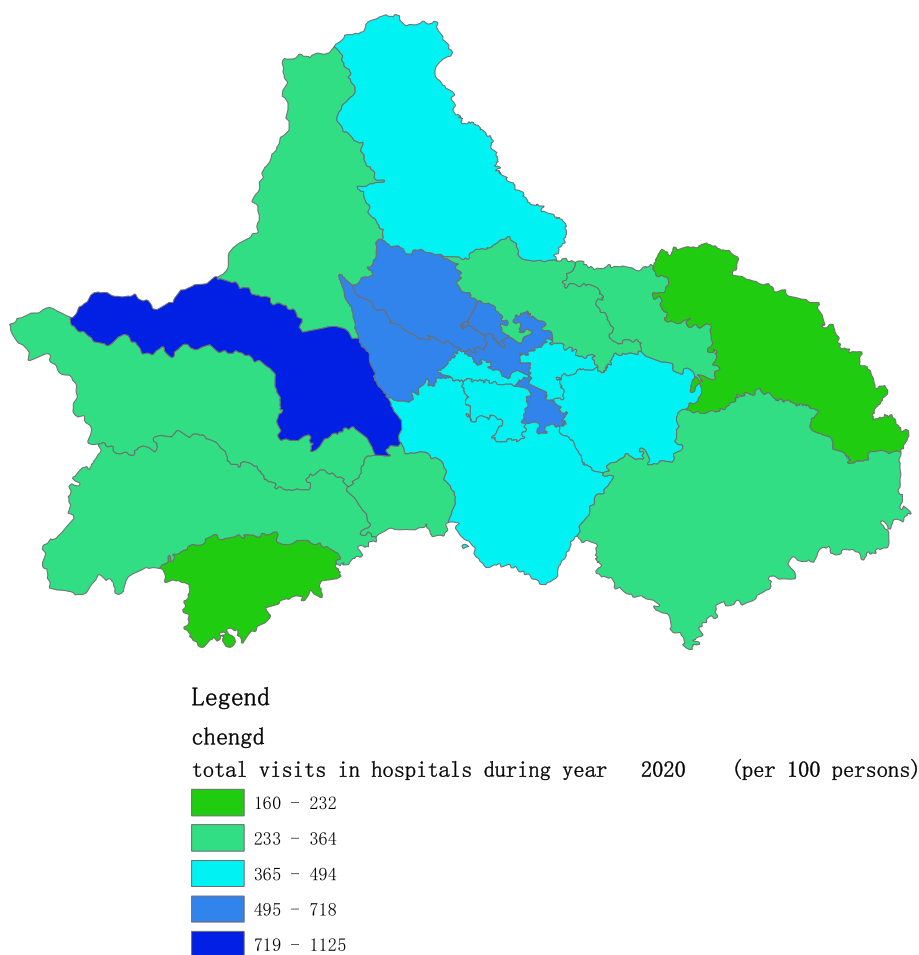 Legend
chengd
total visits in hospitals during year 2020 (per 100 persons)
160 - 232
233 - 364
365 - 494
495 - 718
719 - 1125